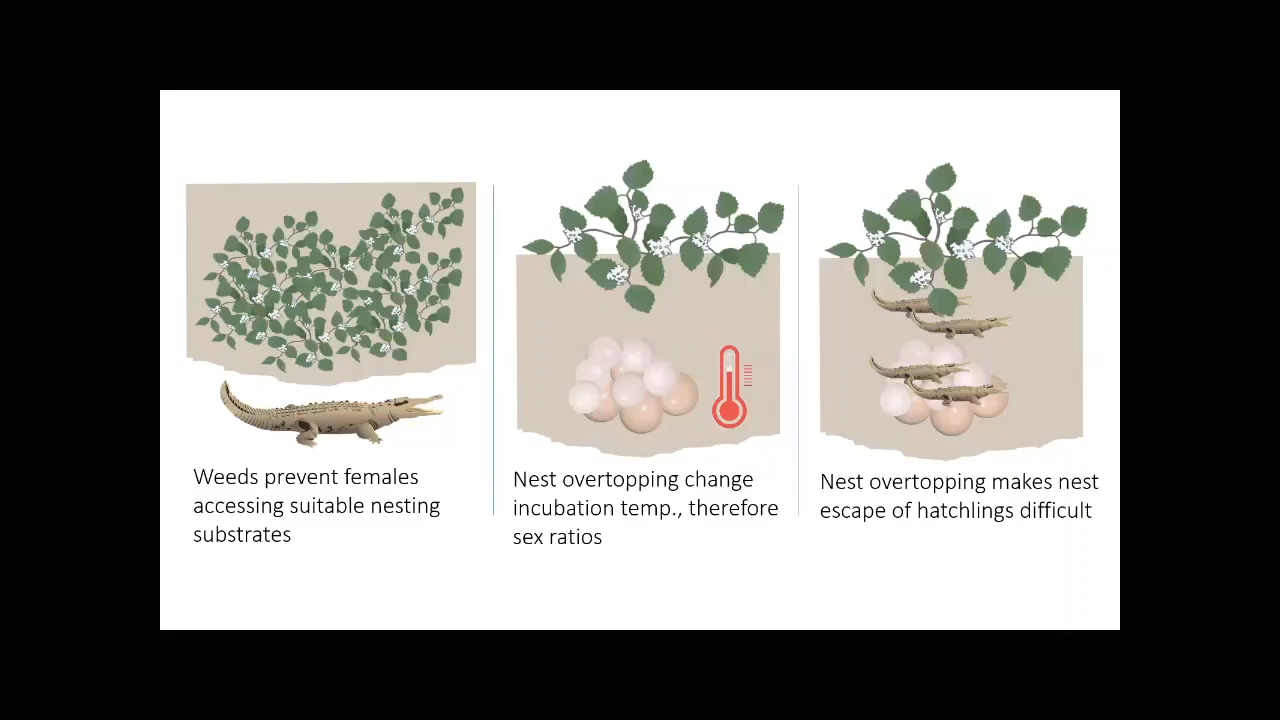 Weeds prevent females
accessing suitable nesting
substrates
Nest overtopping change
incubation temp., therefore
sex ratios
Nest overtopping makes nest
escape of hatchlings difficult